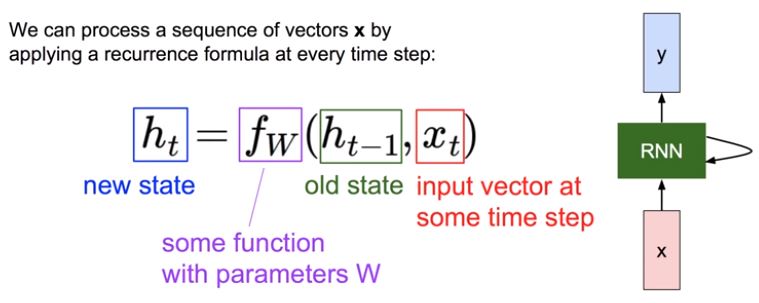 We can process a sequence of vectors x by
applying a recurrence formula at every time step:
h_t = f_W(h_{t-1}, x_t)
new state
old state
input vector at
some time step
some function
with parameters W
y
RNN
x